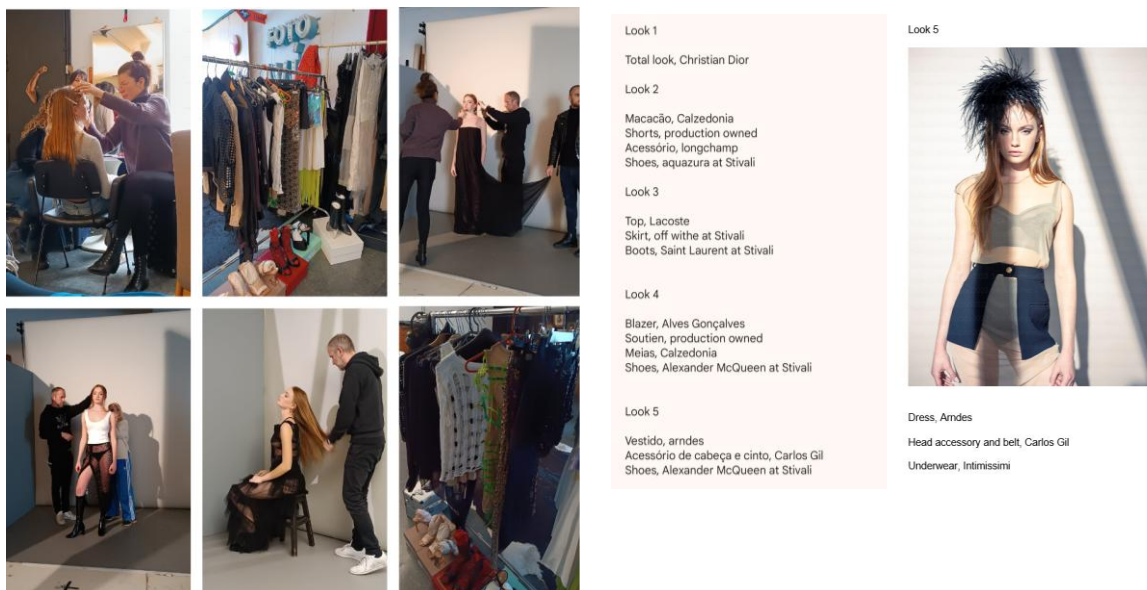 FOTO
Look 1
Total look, Christian Dior
Look 2
Macacão, Calzedonia
Shorts, production owned
Acessório, longchamp
Shoes, aquazura at Stivali
Look 3
Top, Lacoste
Skirt, off withe at Stivali
Boots, Saint Laurent at Stivali
Look 4
Blazer, Alves Gonçalves
Soutien, production owned
Meias, Calzedonia
Shoes, Alexander McQueen at Stivali
Look 5
Vestido, arndes
Acessório de cabeça e cinto, Carlos Gil
Shoes, Alexander McQueen at Stivali
Look 5
Dress, Arndes
Head accessory and belt, Carlos Gil
Underwear, Intimissimi